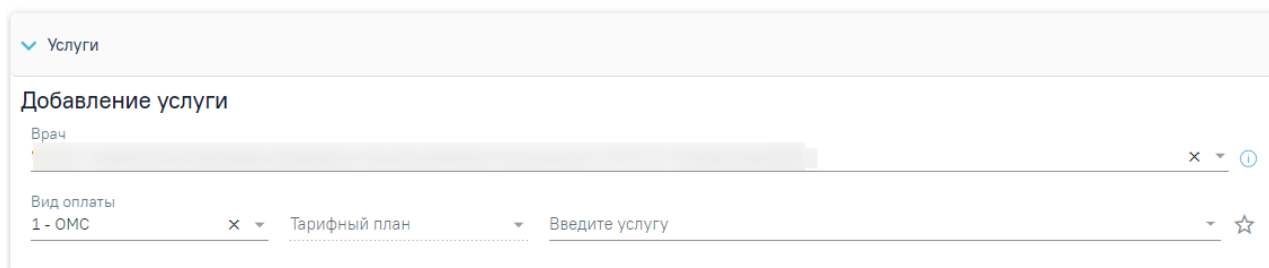 Услуги
Добавление услуги
Врач
Вид оплаты
1 - ОМС Тарифный план Введите услугу